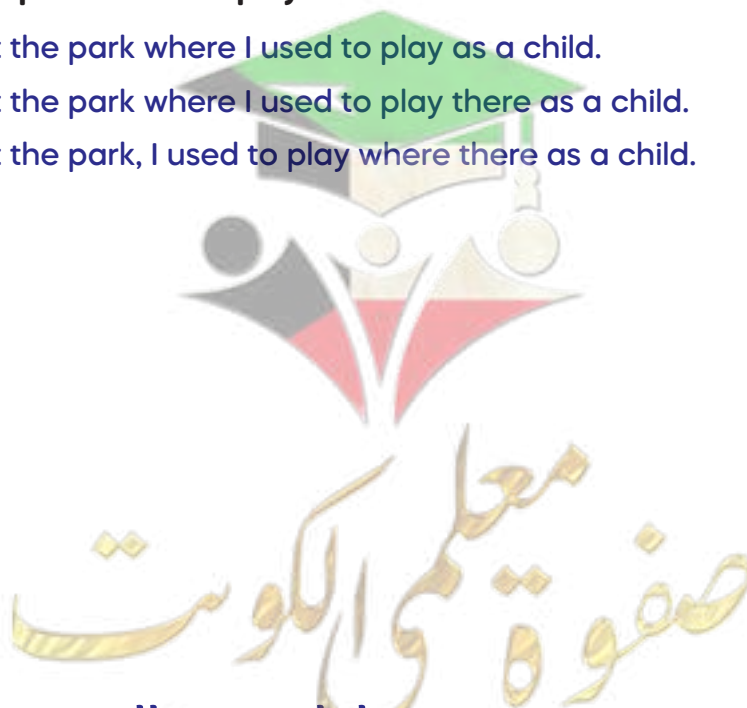 the park where I used to play as a child.
the park where I used to play there as a child.
the park, I used to play where there as a child.
صفوة معلمي الكويت